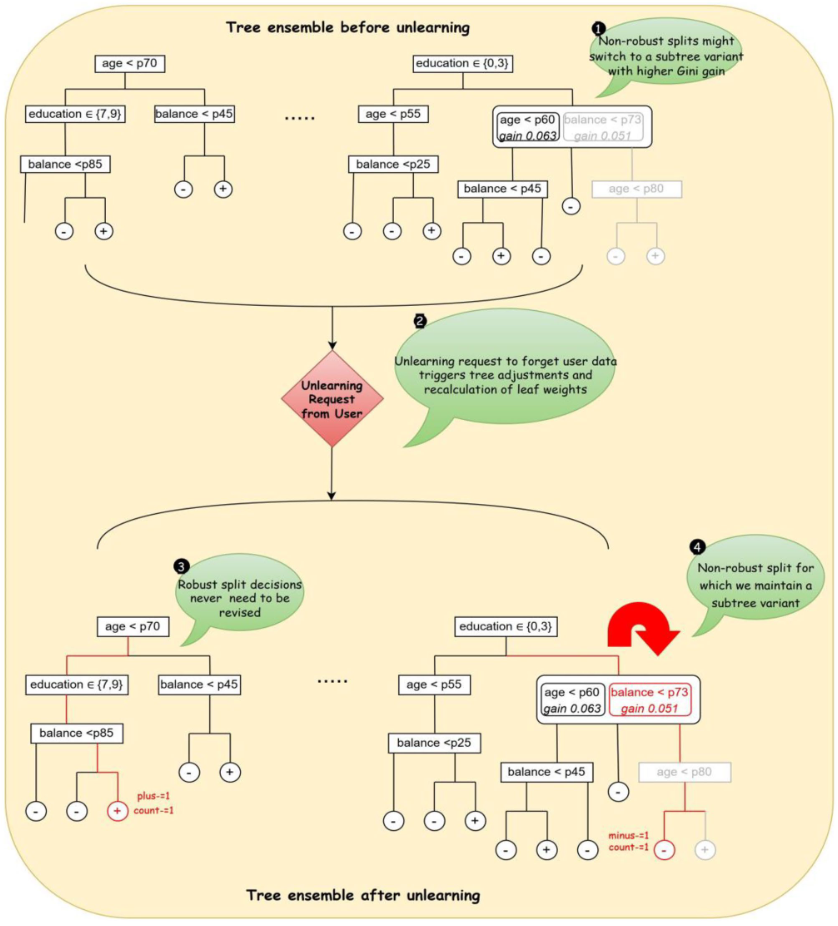 Tree ensemble before unlearning
1
Non-robust splits might
switch to a subtree variant
with higher Gini gain
age < p70
education ∈ {0,3}
education ∈ {7,9}
balance < p45
.....
age < p55
age < p60
gain 0.063
balance < p73
gain 0.051
balance <p85
balance <p25
balance < p45
age < p80
- +
-
- + - - + - + - - +
2
Unlearning request to forget user data
triggers tree adjustments and
recalculation of leaf weights
Unlearning
Request
from User
3
Robust split decisions
never need to be
revised
4
Non-robust split for
which we maintain a
subtree variant
age < p70
education ∈ {0,3}
education ∈ {7,9}
balance < p45
.....
age < p55
age < p60
gain 0.063
balance < p73
gain 0.051
balance <p85
balance <p25
balance < p45
age < p80
- +
-
- - +
plus-=1
count-=1
- - +
- + -
minus-=1
count-=1
- +
Tree ensemble after unlearning